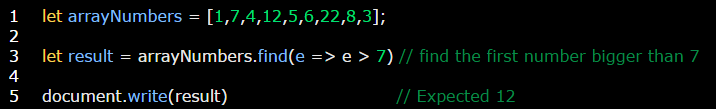 1 let arrayNumbers = [1,7,4,12,5,6,22,8,3];
2
3 let result = arrayNumbers.find(e => e > 7) // find the first number bigger than 7
4
5 document.write(result) // Expected 12